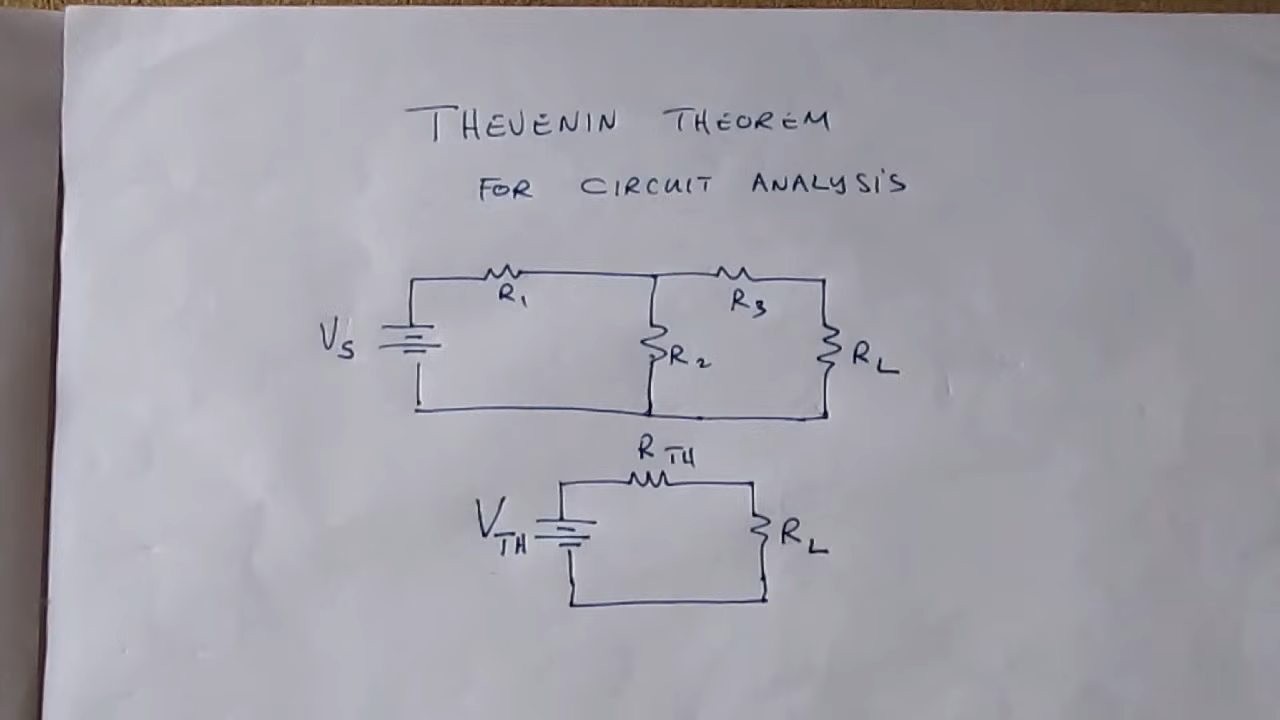 THEVENIN THEOREM
FOR CIRCUIT ANALYSIS
R1
R3
VS
R2
RL
RTH
VTH
RL